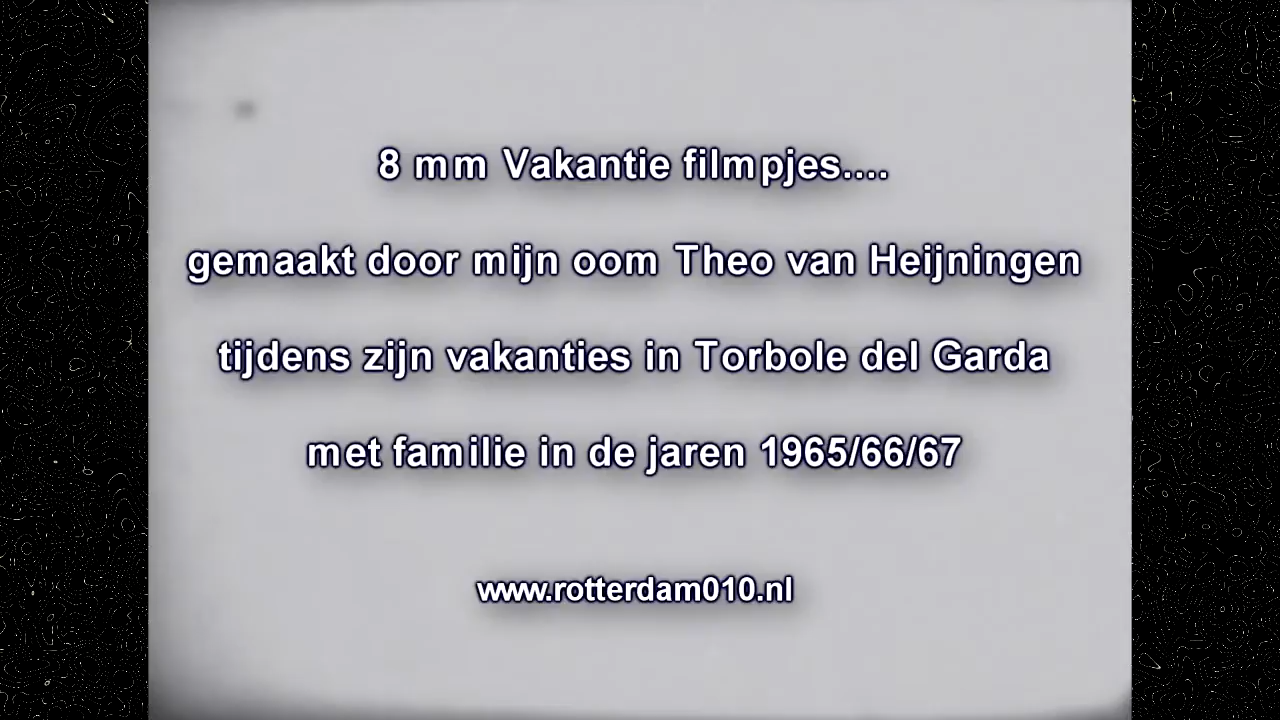 8 mm Vakantie filmpjes....
gemaakt door mijn oom Theo van Heijningen
tijdens zijn vakanties in Torbole del Garda
met familie in de jaren 1965/66/67
www.rotterdam010.nl